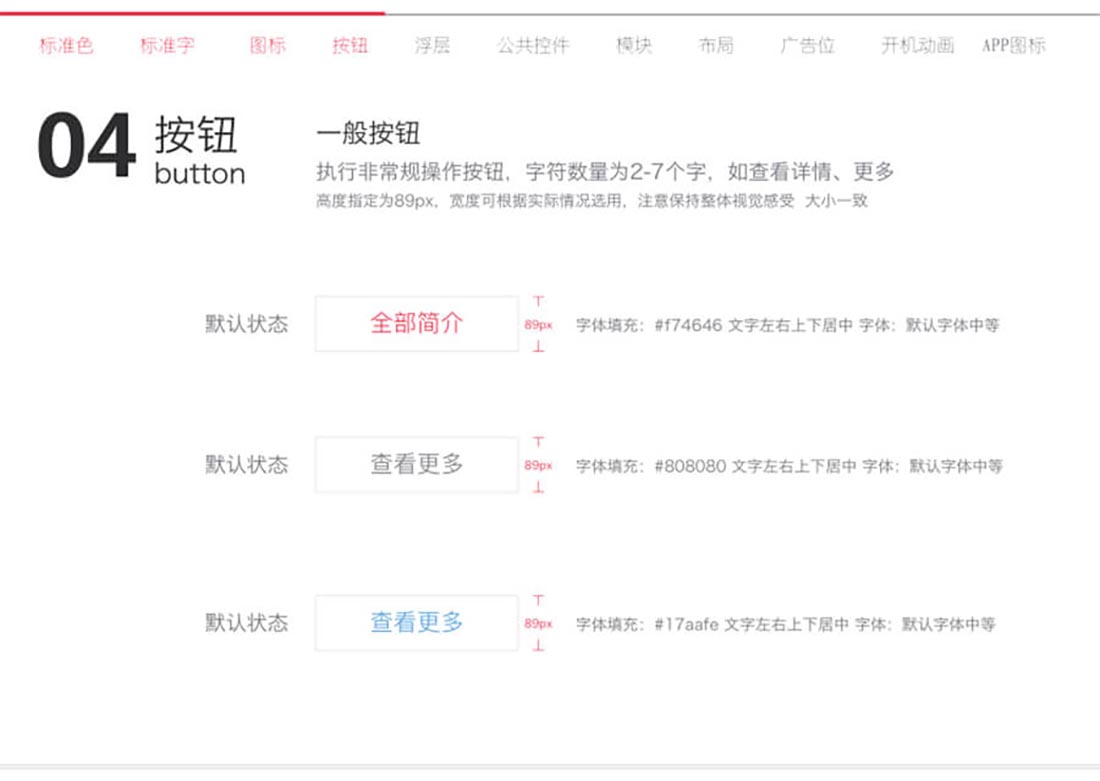 标准色 标准字 图标 按钮 浮层 公共控件 模块 布局 广告位 开机动画 APP图标
04 按钮
button
一般按钮
执行非常规操作按钮，字符数量为2-7个字，如查看详情、更多
高度指定为89px，宽度可根据实际情况选用，注意保持整体视觉感受 大小一致
默认状态 全部简介 89px 字体填充：#f74646 文字左右上下居中 字体：默认字体中等
默认状态 查看更多 89px 字体填充：#808080 文字左右上下居中 字体：默认字体中等
默认状态 查看更多 89px 字体填充：#17aafe 文字左右上下居中 字体：默认字体中等